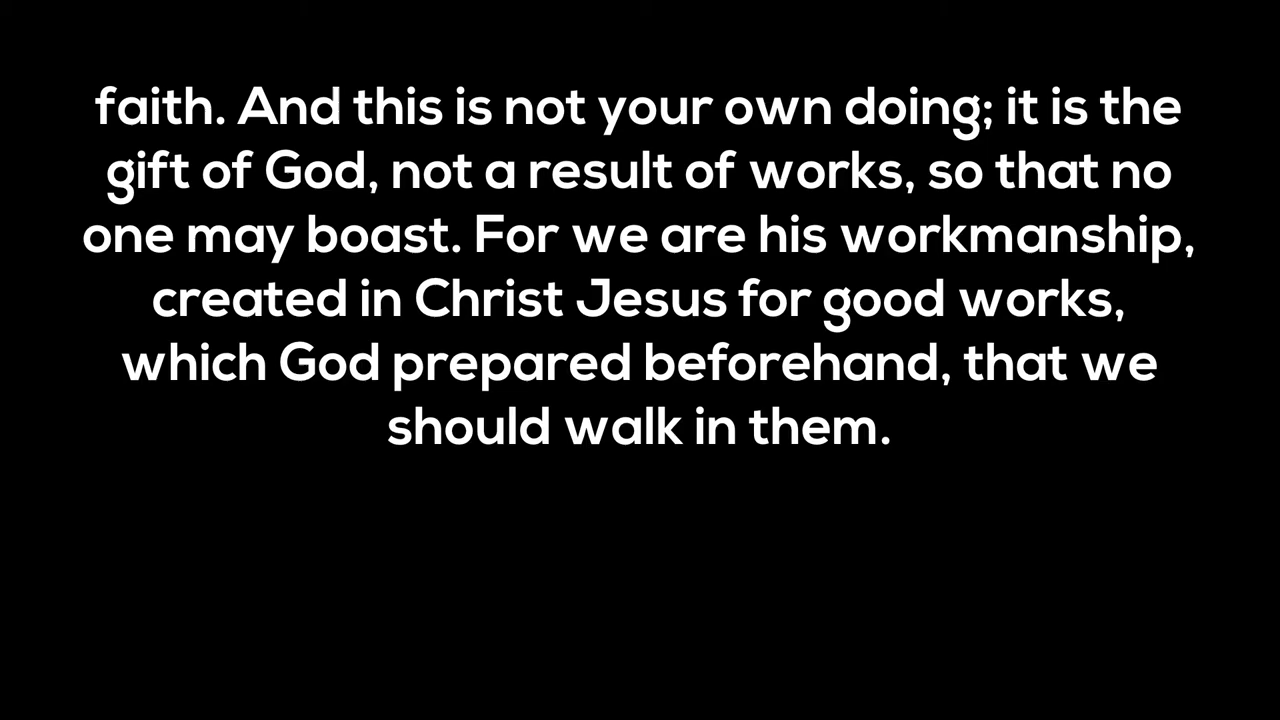 faith. And this is not your own doing; it is the
gift of God, not a result of works, so that no
one may boast. For we are his workmanship,
created in Christ Jesus for good works,
which God prepared beforehand, that we
should walk in them.